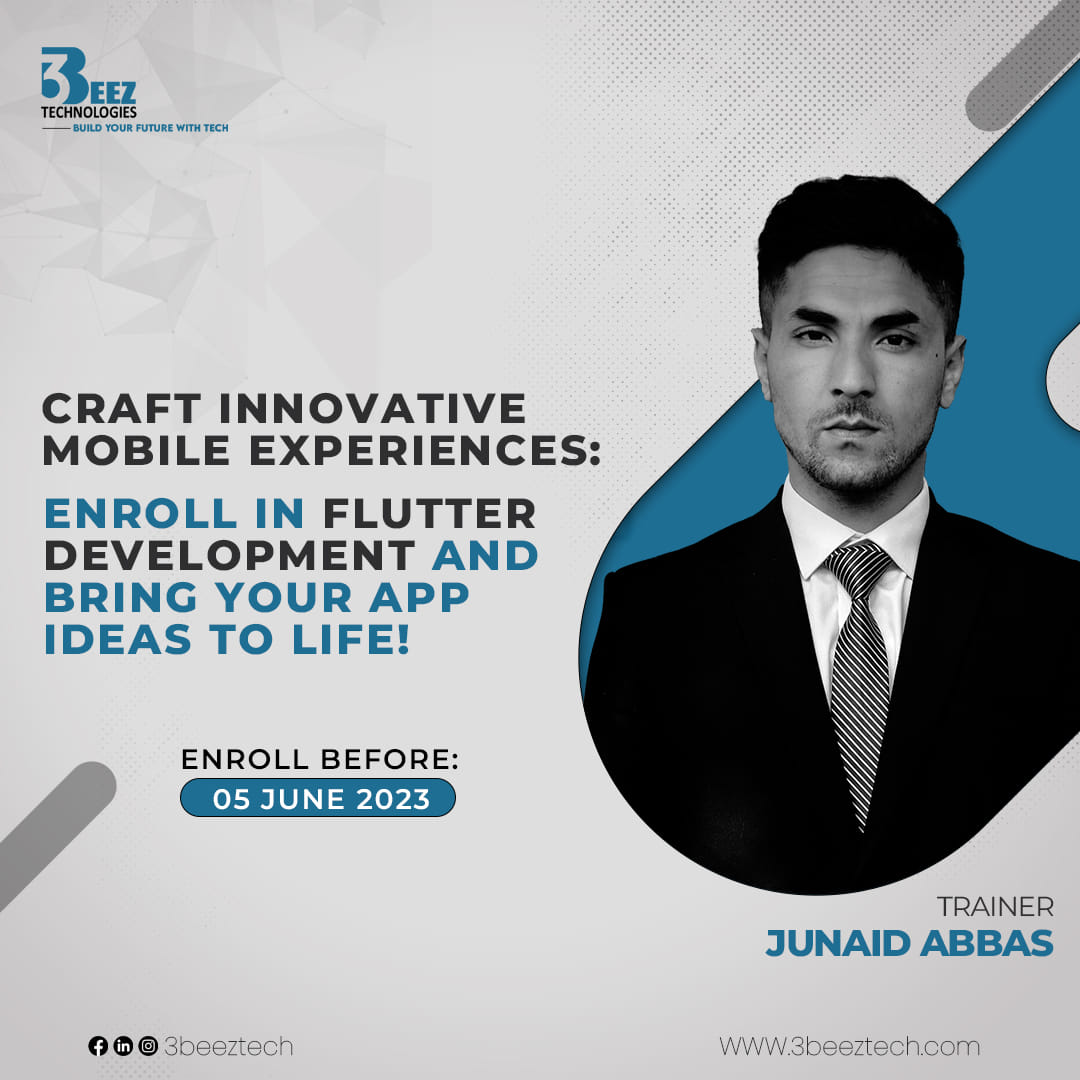 3BEEZ
TECHNOLOGIES
BUILD YOUR FUTURE WITH TECH
CRAFT INNOVATIVE
MOBILE EXPERIENCES:
ENROLL IN FLUTTER
DEVELOPMENT AND
BRING YOUR APP
IDEAS TO LIFE!
ENROLL BEFORE:
05 JUNE 2023
TRAINER
JUNAID ABBAS
3beeztech
WWW.3beeztech.com